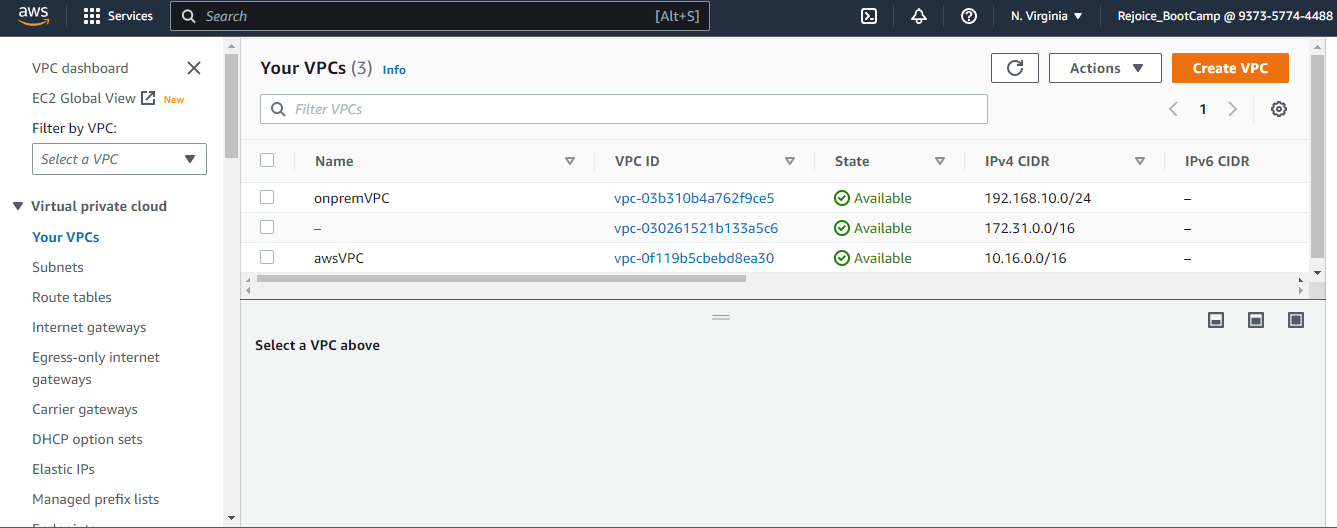 aws
Services
Search [Alt+S]
N. Virginia
Rejoice_BootCamp @ 9373-5774-4488
VPC dashboard
EC2 Global View New
Filter by VPC:
Select a VPC
Virtual private cloud
Your VPCs
Subnets
Route tables
Internet gateways
Egress-only internet
gateways
Carrier gateways
DHCP option sets
Elastic IPs
Managed prefix lists
Your VPCs (3) Info
Actions
Create VPC
Filter VPCs
1
Name VPC ID State IPv4 CIDR IPv6 CIDR
onpremVPC vpc-03b310b4a762f9ce5 Available 192.168.10.0/24 –
– vpc-030261521b133a5c6 Available 172.31.0.0/16 –
awsVPC vpc-0f119b5cbebd8ea30 Available 10.16.0.0/16 –
Select a VPC above